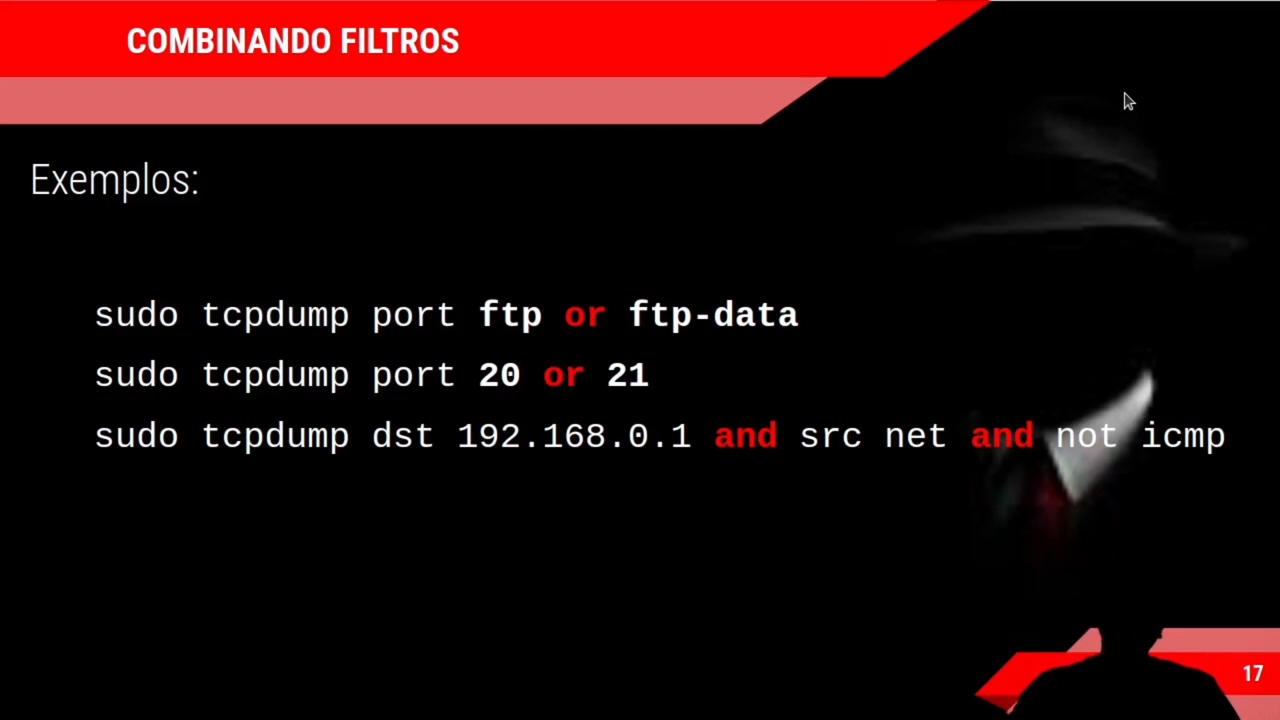 COMBINANDO FILTROS
Exemplos:
sudo tcpdump port ftp or ftp-data
sudo tcpdump port 20 or 21
sudo tcpdump dst 192.168.0.1 and src net and not icmp
17